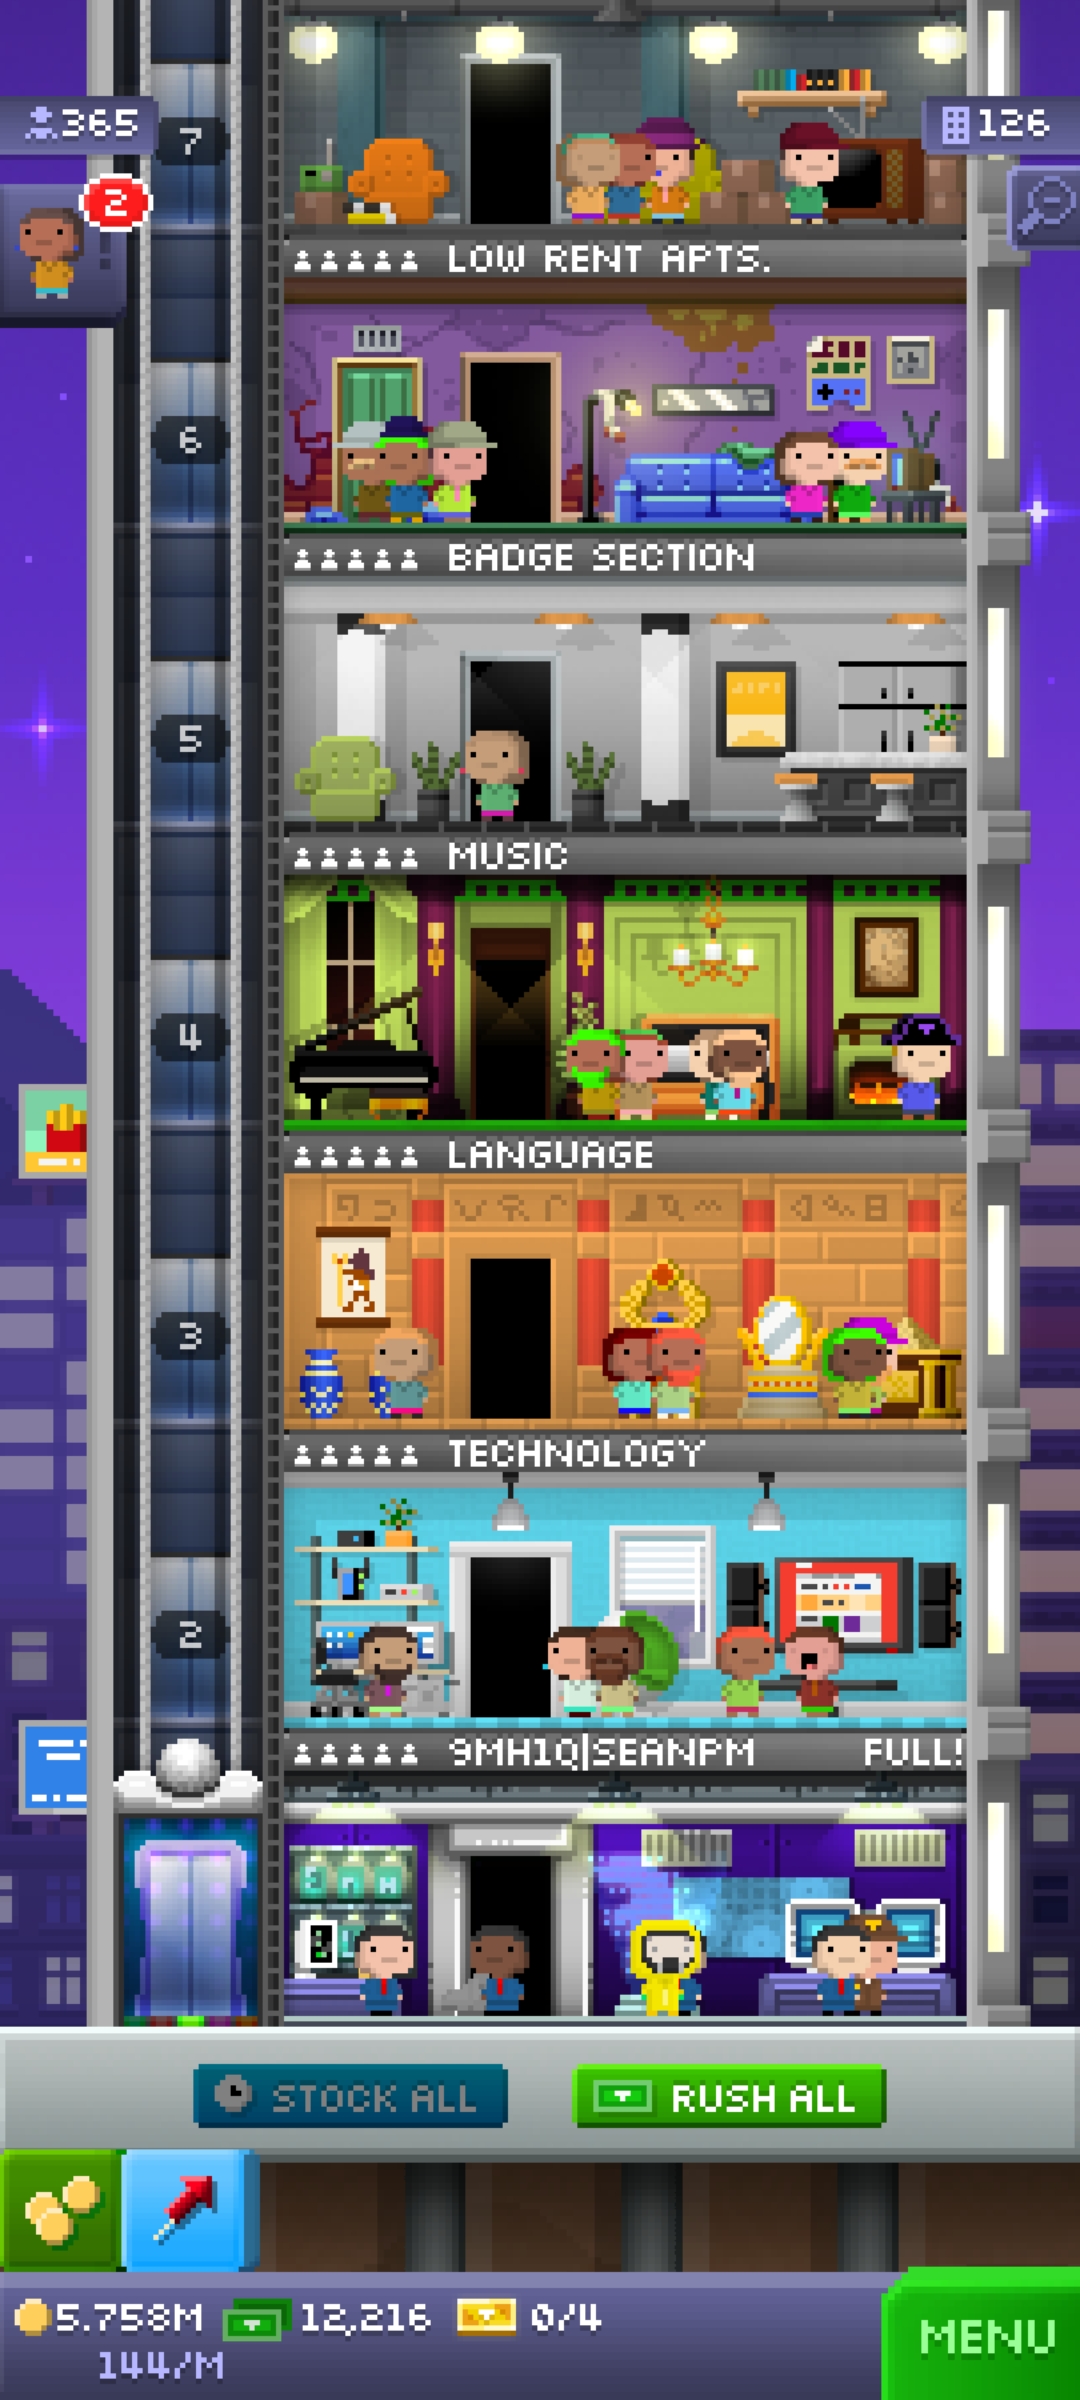 365
126
7
2
LOW RENT APTS.
6
BADGE SECTION
5
MUSIC
4
LANGUAGE
3
TECHNOLOGY
2
9MH1Q|SEANPM FULL!
STOCK ALL
RUSH ALL
5.758M
12,216
0/4
144/M
MENU